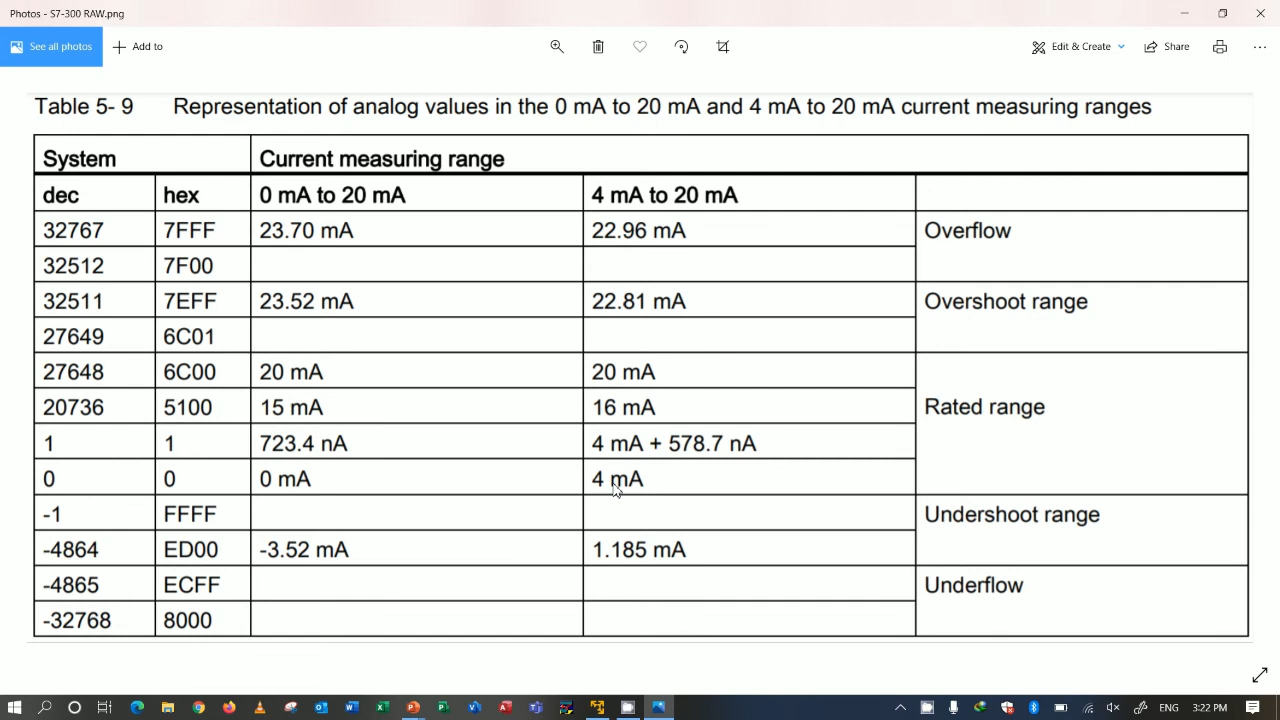 Photos - S7-300 RAW.png
See all photos
Add to
Edit & Create
Share
Table 5- 9 Representation of analog values in the 0 mA to 20 mA and 4 mA to 20 mA current measuring ranges
System Current measuring range
dec hex 0 mA to 20 mA 4 mA to 20 mA
32767 7FFF 23.70 mA 22.96 mA Overflow
32512 7F00
32511 7EFF 23.52 mA 22.81 mA Overshoot range
27649 6C01
27648 6C00 20 mA 20 mA
20736 5100 15 mA 16 mA Rated range
1 1 723.4 nA 4 mA + 578.7 nA
0 0 0 mA 4 mA
-1 FFFF Undershoot range
-4864 ED00 -3.52 mA 1.185 mA
-4865 ECFF Underflow
-32768 8000
ENG 3:22 PM